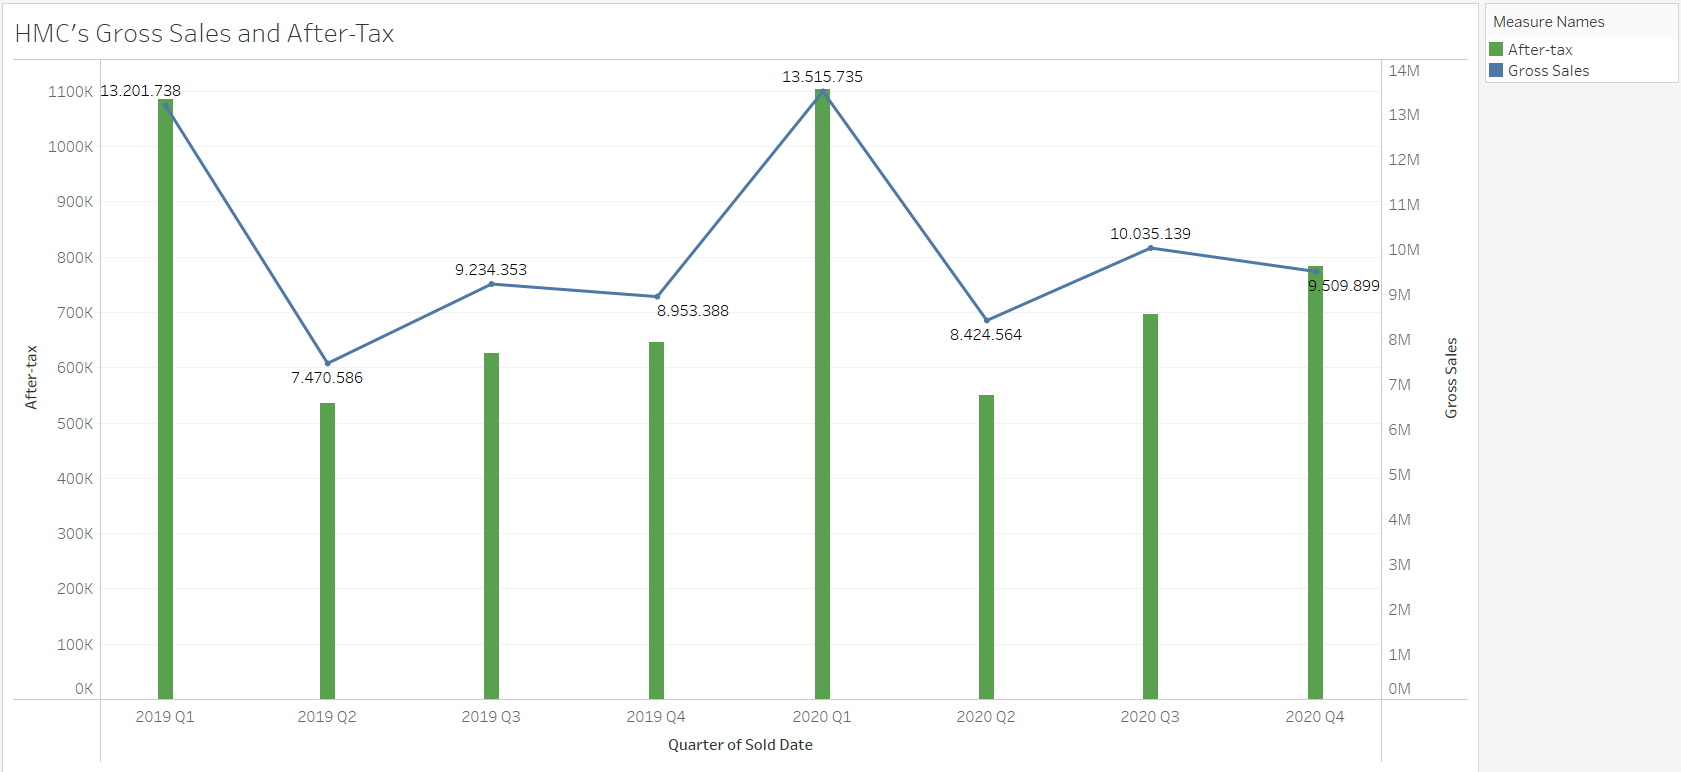 HMC's Gross Sales and After-Tax
Measure Names
After-tax
Gross Sales
After-tax
1100K
1000K
900K
800K
700K
600K
500K
400K
300K
200K
100K
0K
13.201.738
7.470.586
9.234.353
8.953.388
13.515.735
8.424.564
10.035.139
9.509.899
14M
13M
12M
11M
10M
9M
8M
7M
6M
5M
4M
3M
2M
1M
0M
Gross Sales
2019 Q1
2019 Q2
2019 Q3
2019 Q4
2020 Q1
2020 Q2
2020 Q3
2020 Q4
Quarter of Sold Date